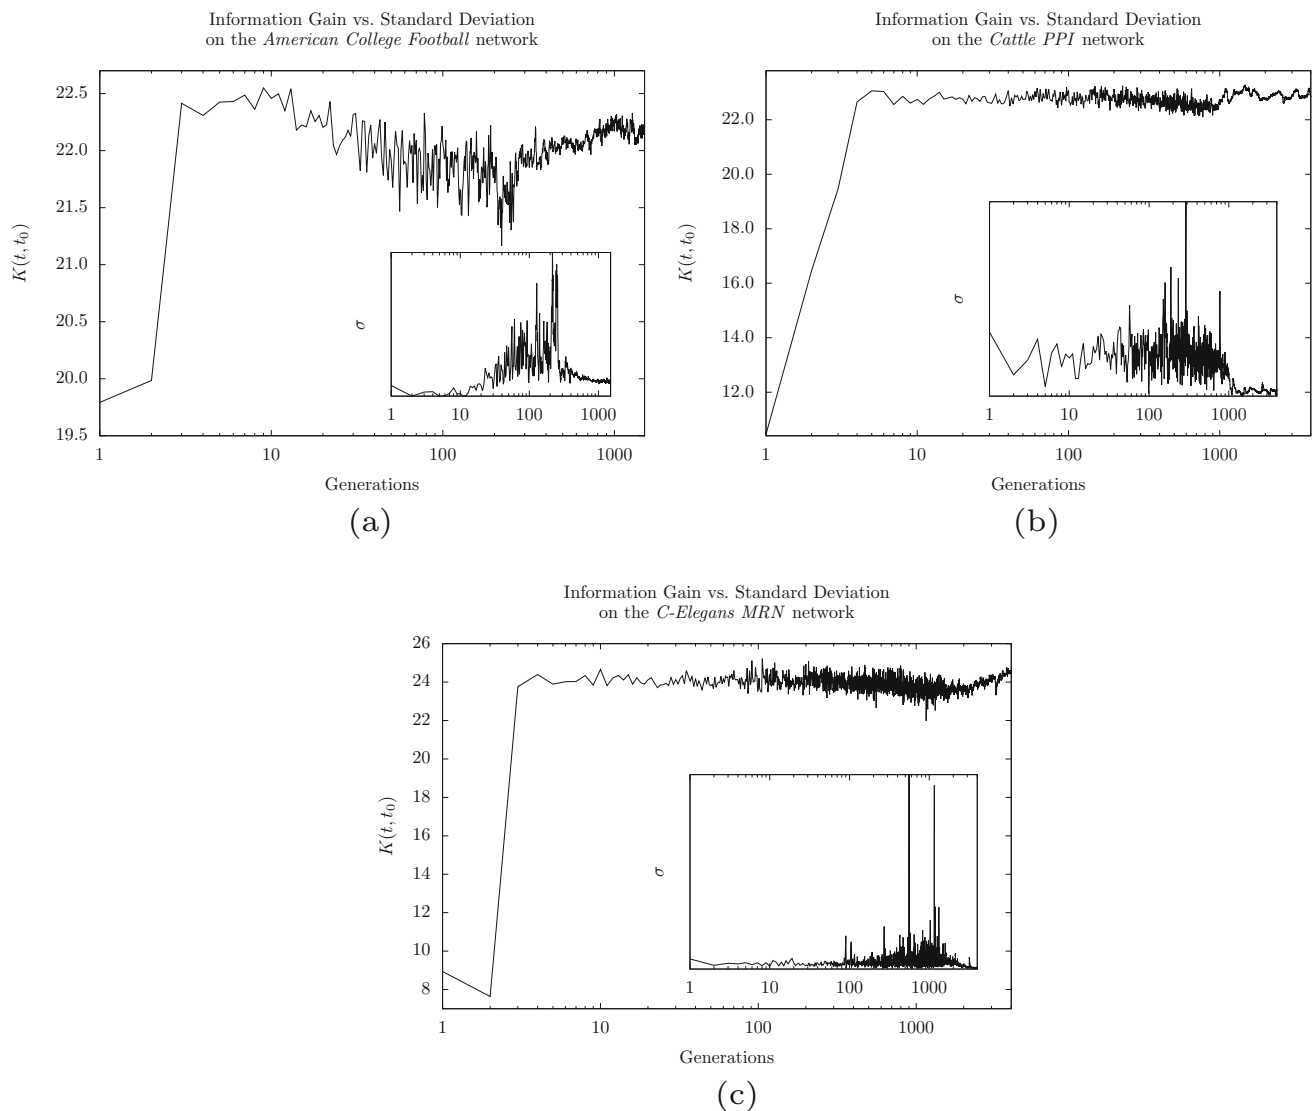 Information Gain vs. Standard Deviation
on the American College Football network
22.5
22.0
21.5
21.0
20.5
20.0
19.5
K(t, t0)
σ
1 10 100 1000
1 10 100 1000
Generations
(a)
Information Gain vs. Standard Deviation
on the Cattle PPI network
22.0
20.0
18.0
16.0
14.0
12.0
K(t, t0)
σ
1 10 100 1000
1 10 100 1000
Generations
(b)
Information Gain vs. Standard Deviation
on the C-Elegans MRN network
26
24
22
20
18
16
14
12
10
8
K(t, t0)
σ
1 10 100 1000
1 10 100 1000
Generations
(c)